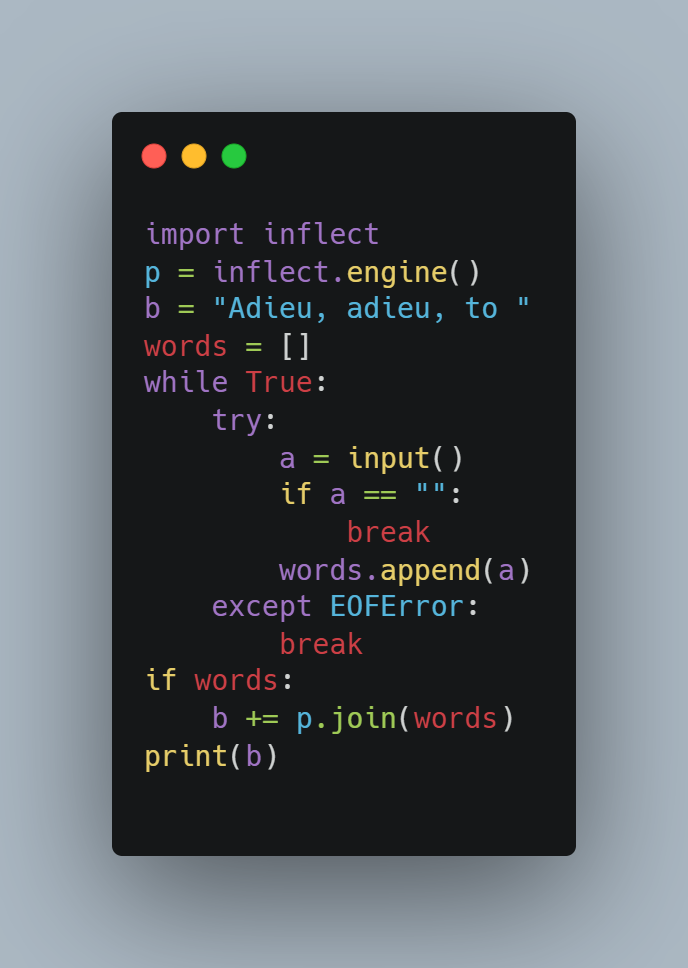 import inflect
p = inflect.engine()
b = "Adieu, adieu, to "
words = []
while True:
    try:
        a = input()
        if a == "":
            break
        words.append(a)
    except EOFError:
        break
if words:
    b += p.join(words)
print(b)